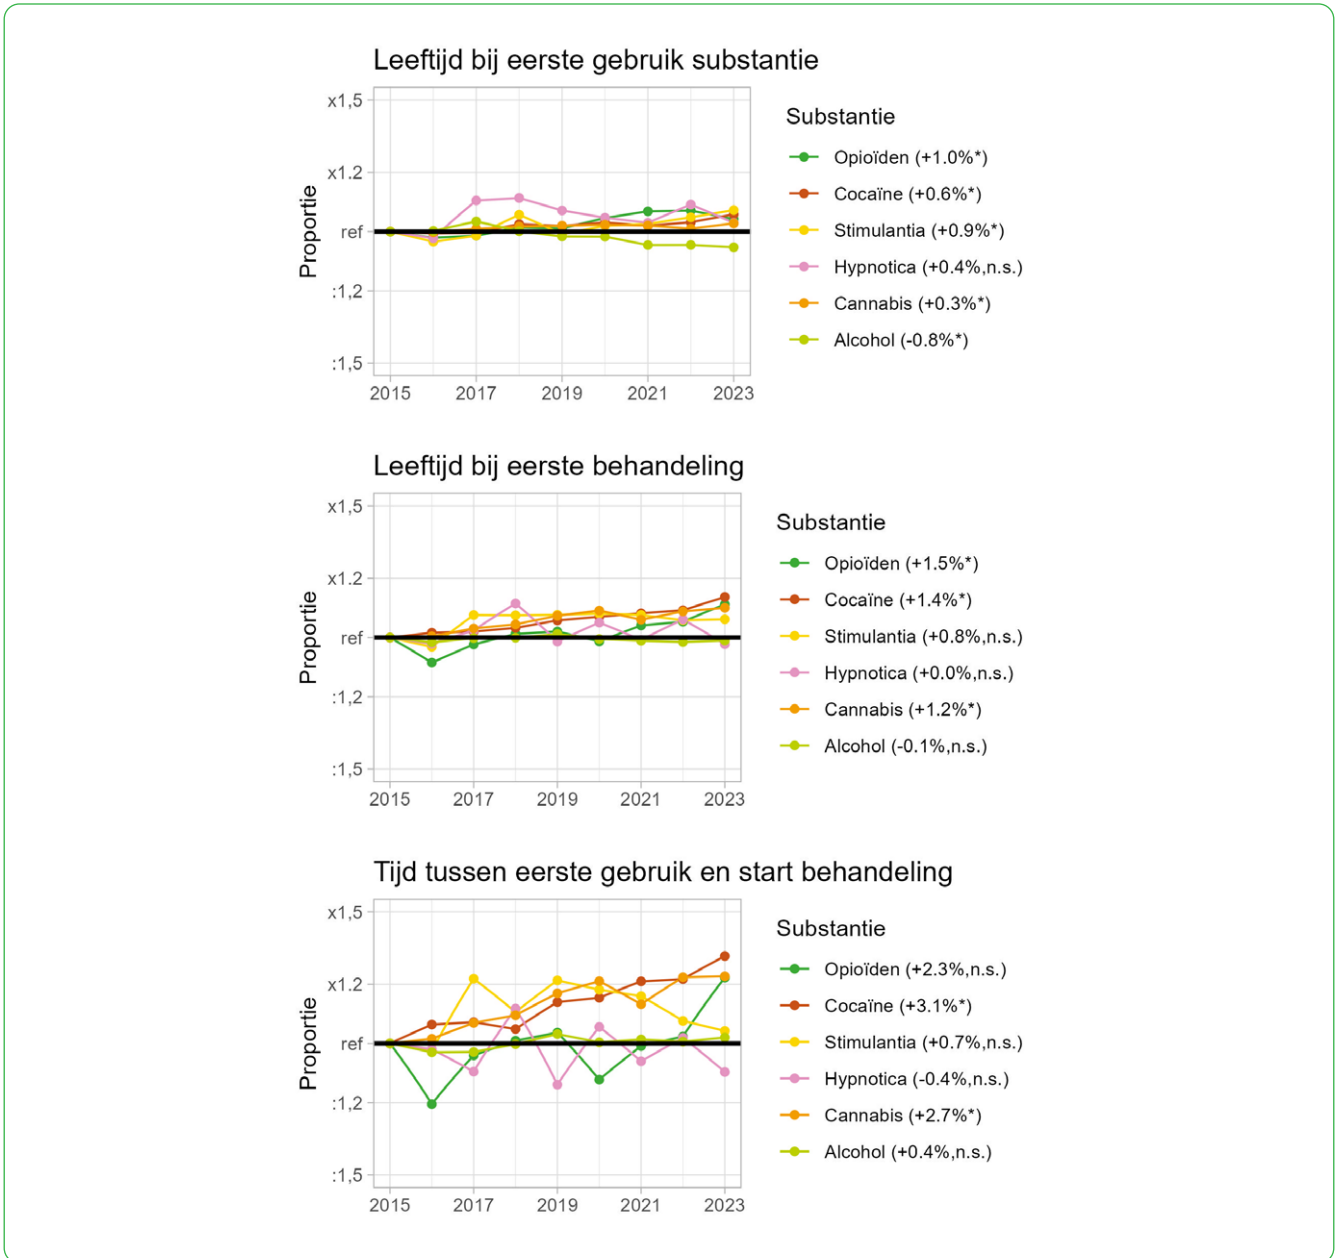 Leeftijd bij eerste gebruik substantie
Proportie
x1,5
x1.2
ref
:1,2
:1,5
2015 2017 2019 2021 2023
Substantie
Opioïden (+1.0%*)
Cocaïne (+0.6%*)
Stimulantia (+0.9%*)
Hypnotica (+0.4%,n.s.)
Cannabis (+0.3%*)
Alcohol (-0.8%*)
Leeftijd bij eerste behandeling
Proportie
x1,5
x1.2
ref
:1,2
:1,5
2015 2017 2019 2021 2023
Substantie
Opioïden (+1.5%*)
Cocaïne (+1.4%*)
Stimulantia (+0.8%,n.s.)
Hypnotica (+0.0%,n.s.)
Cannabis (+1.2%*)
Alcohol (-0.1%,n.s.)
Tijd tussen eerste gebruik en start behandeling
Proportie
x1,5
x1.2
ref
:1,2
:1,5
2015 2017 2019 2021 2023
Substantie
Opioïden (+2.3%,n.s.)
Cocaïne (+3.1%*)
Stimulantia (+0.7%,n.s.)
Hypnotica (-0.4%,n.s.)
Cannabis (+2.7%*)
Alcohol (+0.4%,n.s.)